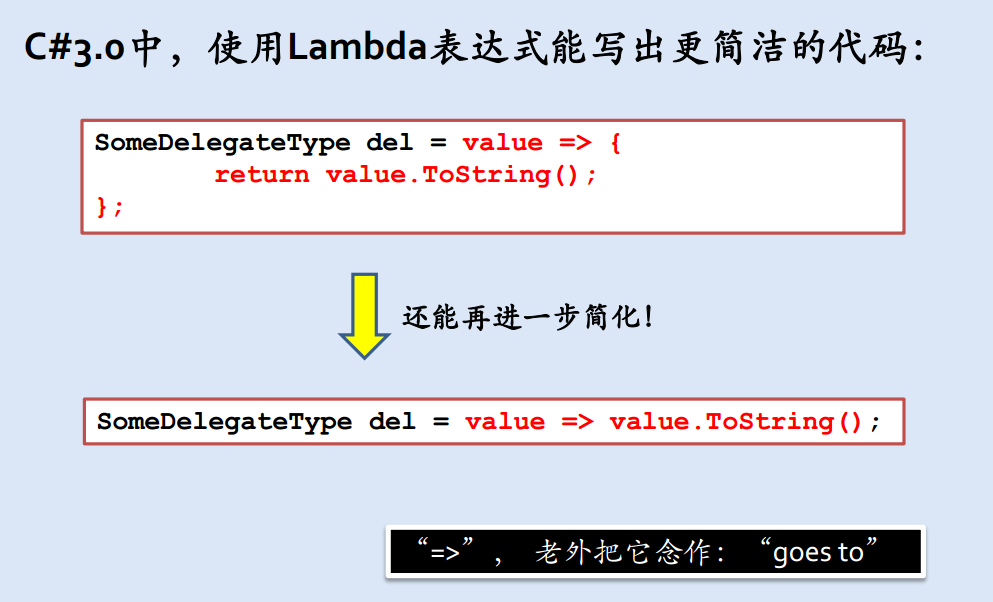 C#3.0中，使用Lambda表达式能写出更简洁的代码：
SomeDelegateType del = value => {
return value.ToString();
};
还能再进一步简化！
SomeDelegateType del = value => value.ToString();
“=>”， 老外把它念作：“goes to”